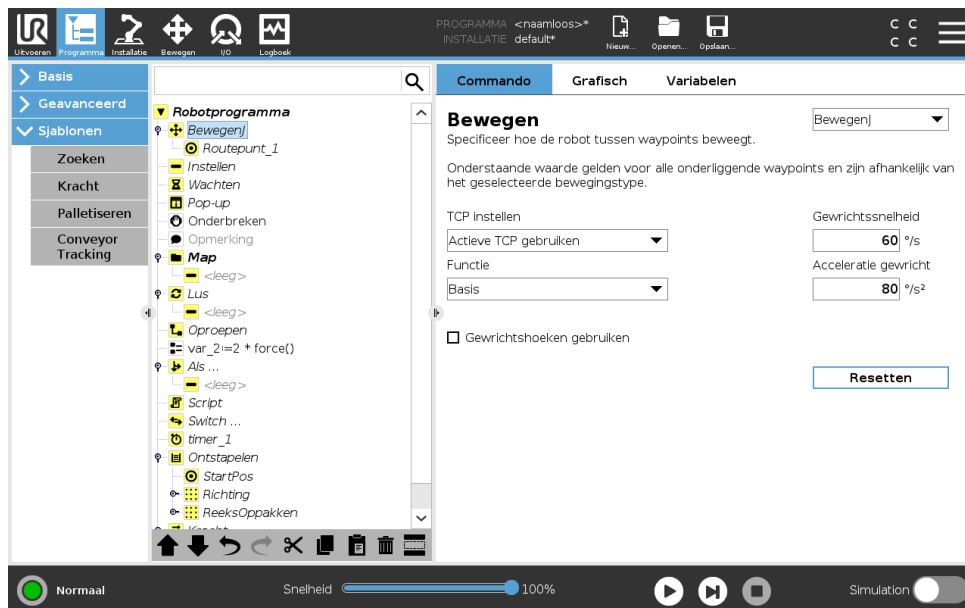 UR
PROGRAMMA <naamloos>*
INSTALLATIE default*
Uitvoeren Programma Installatie Bewegen I/O Logboek Nieuw... Openen... Opslaan...
C C
C C
Basis
Geavanceerd
Sjablonen
Zoeken
Kracht
Palletiseren
Conveyor
Tracking
Robotprogramma
BewegenJ
Routepunt_1
Instellen
Wachten
Pop-up
Onderbreken
Opmerking
Map
<leeg>
Lus
<leeg>
Oproepen
var_2:=2 * force()
Als ...
<leeg>
Script
Switch ...
timer_1
Ontstapelen
StartPos
Richting
ReeksOppakken
Kracht
Commando Grafisch Variabelen
Bewegen
BewegenJ
Specificeer hoe de robot tussen waypoints beweegt.
Onderstaande waarde gelden voor alle onderliggende waypoints en zijn afhankelijk van
het geselecteerde bewegingstype.
TCP instellen Gewrichtssnelheid
Actieve TCP gebruiken 60 °/s
Functie Acceleratie gewricht
Basis 80 °/s²
Gewrichtshoeken gebruiken
Resetten
Normaal Snelheid 100% Simulation